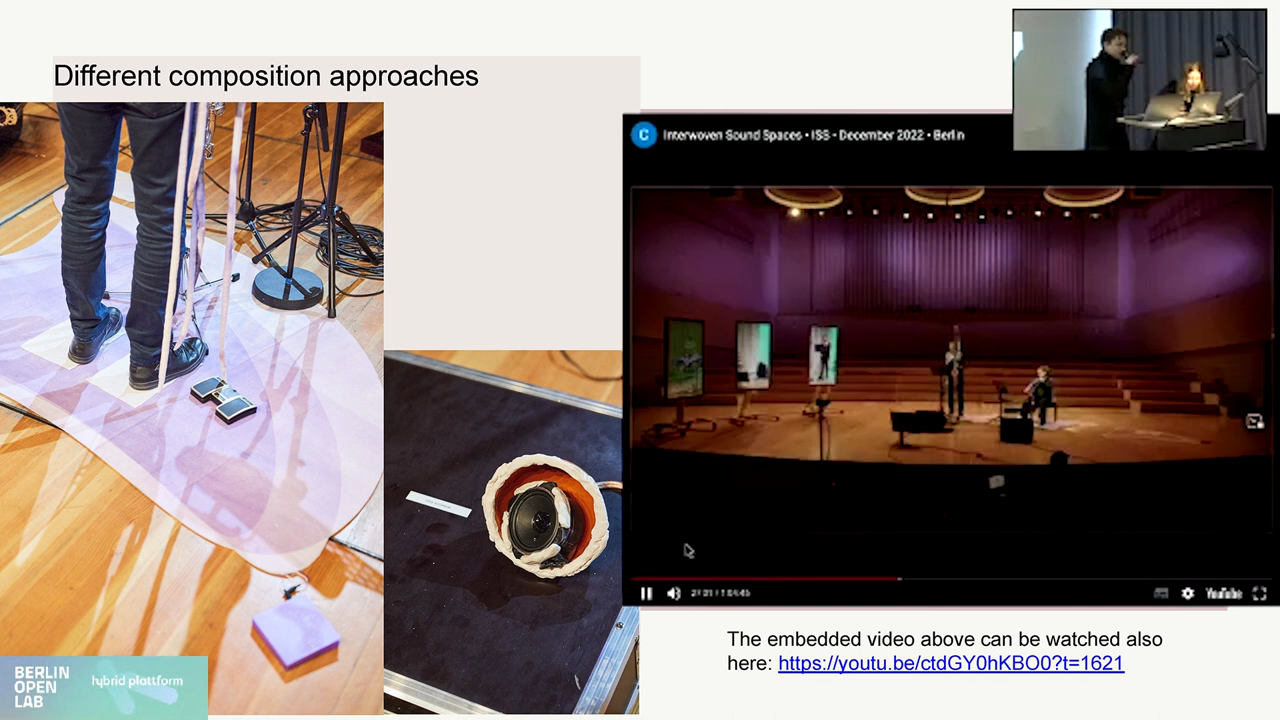 Different composition approaches
C
Interwoven Sound Spaces • ISS - December 2022 • Berlin
YouTube
The embedded video above can be watched also
here: https://youtu.be/ctdGY0hKBO0?t=1621
BERLIN
OPEN
LAB
hybrid plattform